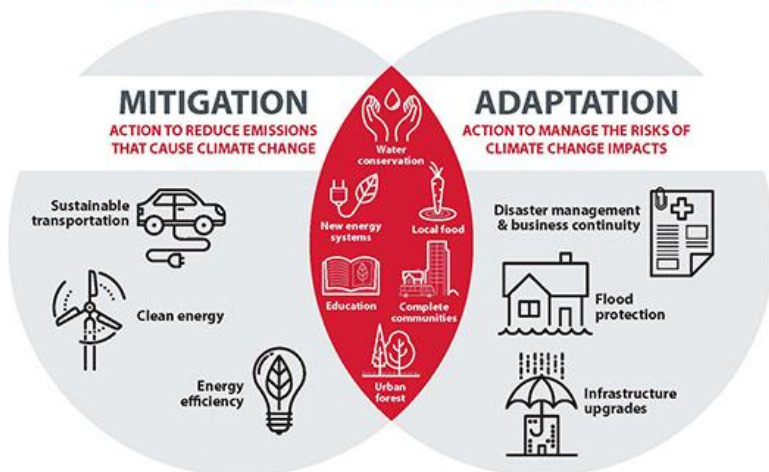 MITIGATION
ACTION TO REDUCE EMISSIONS
THAT CAUSE CLIMATE CHANGE
ADAPTATION
ACTION TO MANAGE THE RISKS OF
CLIMATE CHANGE IMPACTS
Water
conservation
Sustainable
transportation
New energy
systems
Local food
Disaster management
& business continuity
Clean energy
Education
Complete
communities
Flood
protection
Energy
efficiency
Urban
forest
Infrastructure
upgrades